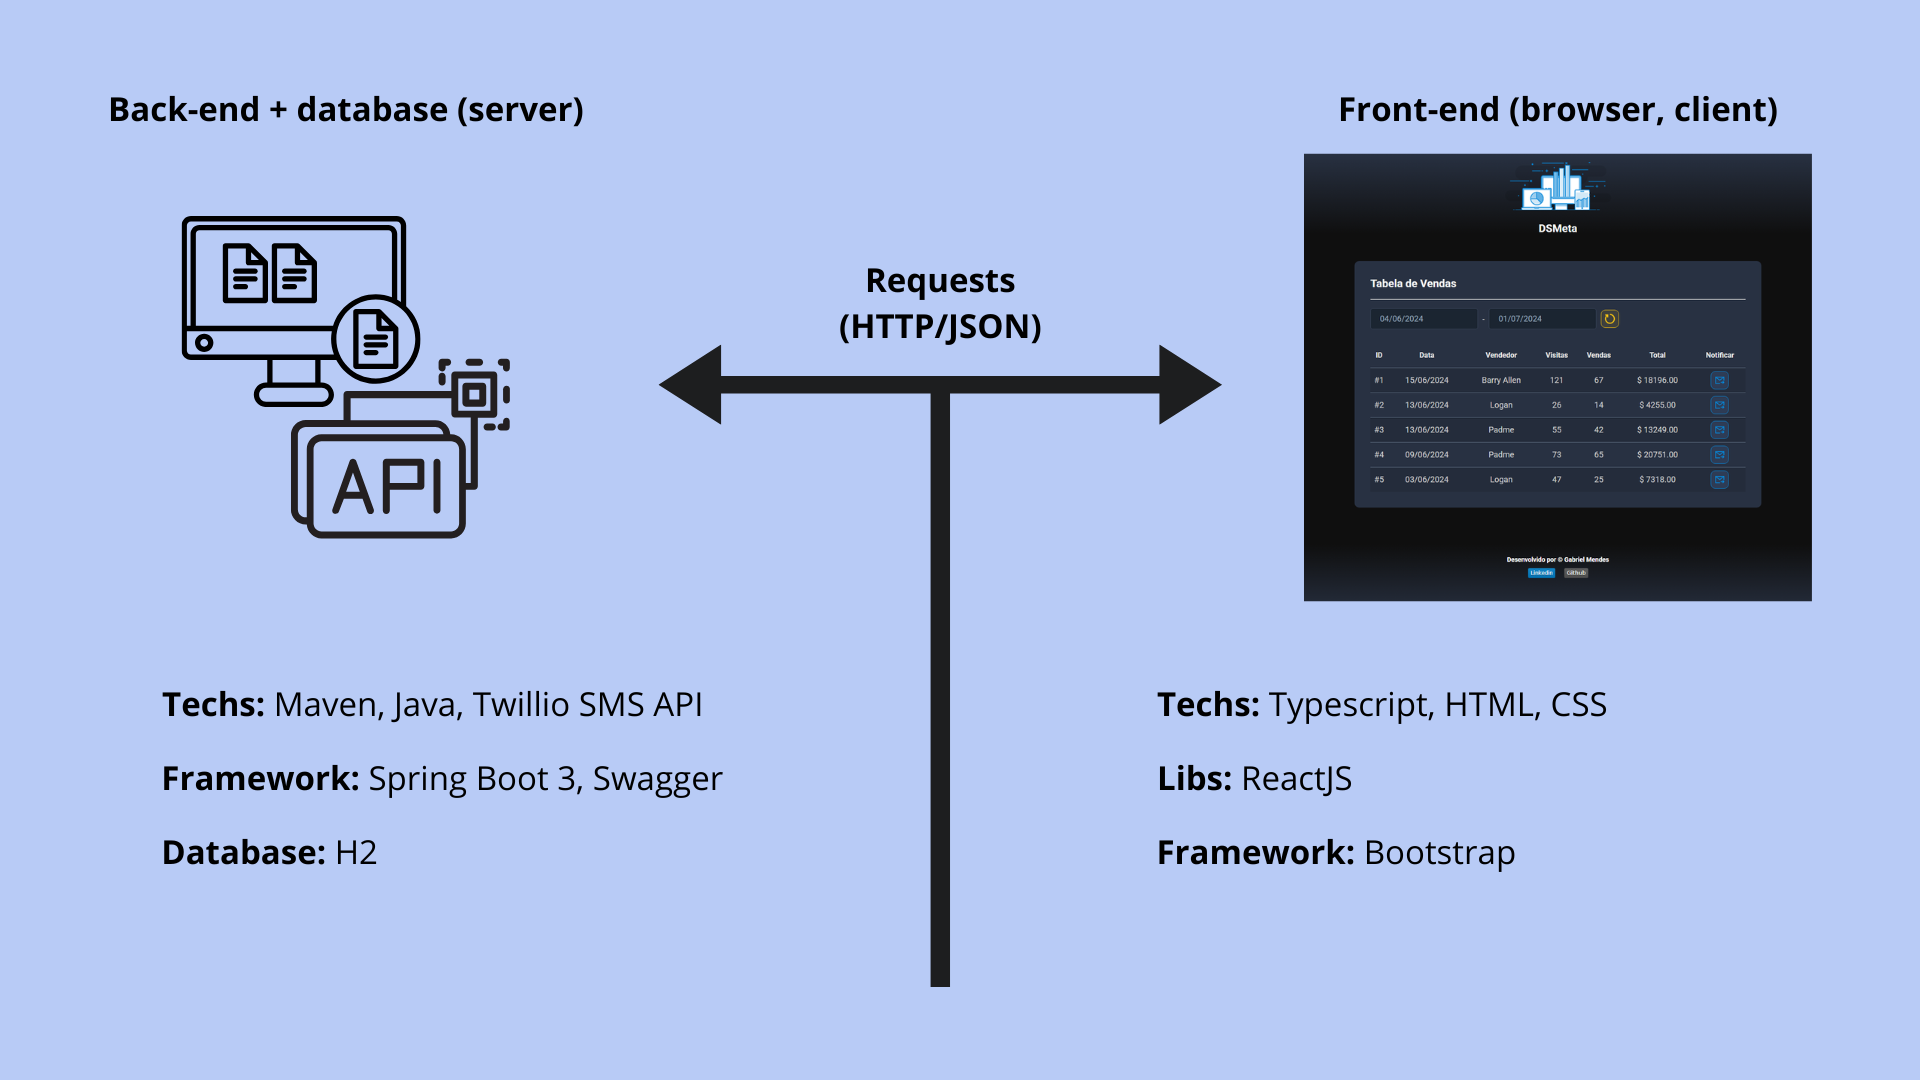 Back-end + database (server)
Front-end (browser, client)
API
Requests
(HTTP/JSON)
DSMeta
Tabela de Vendas
04/06/2024 - 01/07/2024
ID Data Vendedor Visitas Vendas Total Notificar
#1 15/06/2024 Barry Allen 121 67 $ 18196.00
#2 13/06/2024 Logan 26 14 $ 4255.00
#3 13/06/2024 Padme 55 42 $ 13249.00
#4 09/06/2024 Padme 73 65 $ 20751.00
#5 03/06/2024 Logan 47 25 $ 7318.00
Desenvolvido por © Gabriel Mendes
Linkedin Github
Techs: Maven, Java, Twillio SMS API
Framework: Spring Boot 3, Swagger
Database: H2
Techs: Typescript, HTML, CSS
Libs: ReactJS
Framework: Bootstrap